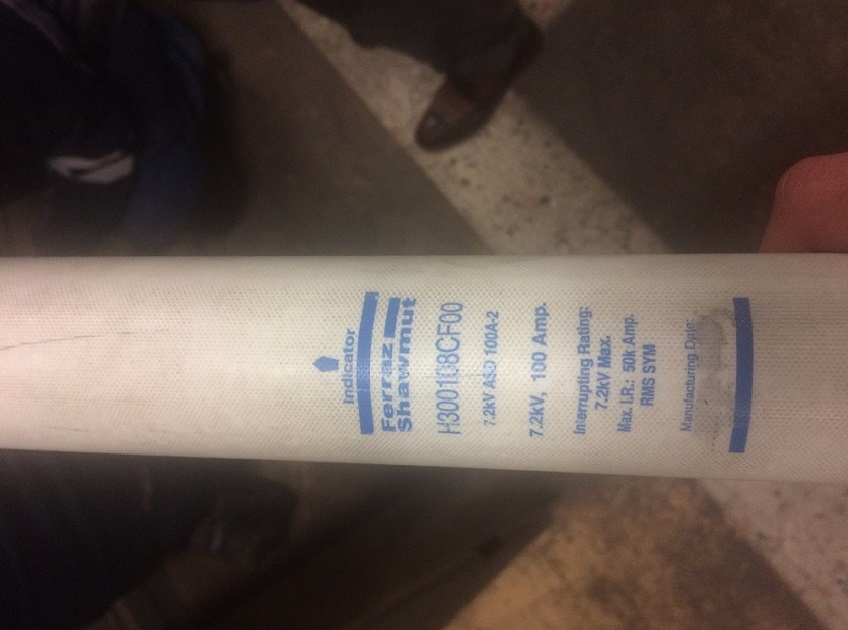 Indicator
Ferraz
Shawmut
H300108CF00
7.2kV ASD 100A-2
7.2kV, 100 Amp.
Interrupting Rating:
7.2kV Max.
Max. I.R.: 50k Amp.
RMS SYM
Manufacturing Date: